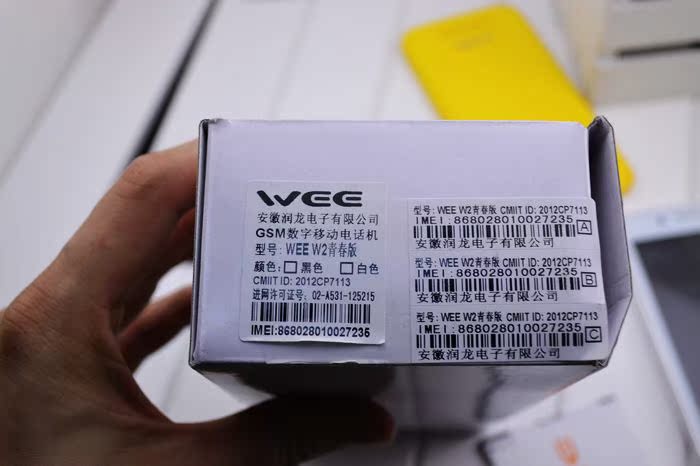 WEE
安徽润龙电子有限公司
GSM数字移动电话机
型号: WEE W2青春版
颜色: 黑色 白色
CMIIT ID: 2012CP7113
进网许可证号: 02-A531-125215
IMEI:868028010027235
型号: WEE W2青春版 CMIIT ID: 2012CP7113
IMEI: 868028010027235
安徽润龙电子有限公司
A
型号: WEE W2青春版 CMIIT ID: 2012CP7113
IMEI: 868028010027235
安徽润龙电子有限公司
B
型号: WEE W2青春版 CMIIT ID: 2012CP7113
IMEI: 868028010027235
安徽润龙电子有限公司
C